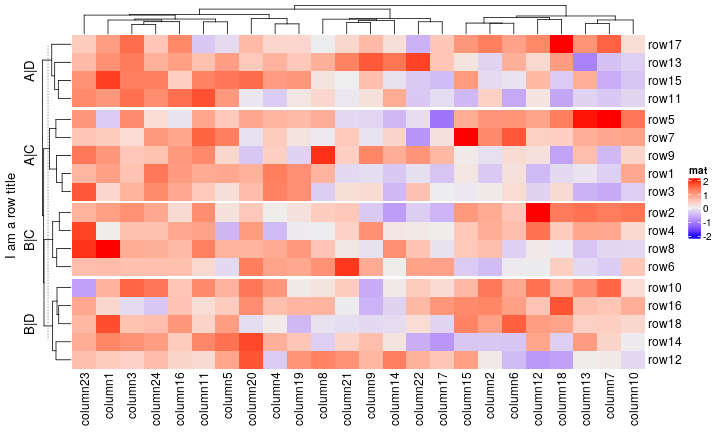 I am a row title
A|D
A|C
B|C
B|D
row17
row13
row15
row11
row5
row7
row9
row1
row3
row2
row4
row8
row6
row10
row16
row18
row14
row12
mat
2
1
0
-1
-2
column23
column1
column3
column24
column16
column11
column5
column20
column4
column19
column8
column21
column9
column14
column22
column17
column15
column2
column6
column12
column18
column13
column7
column10